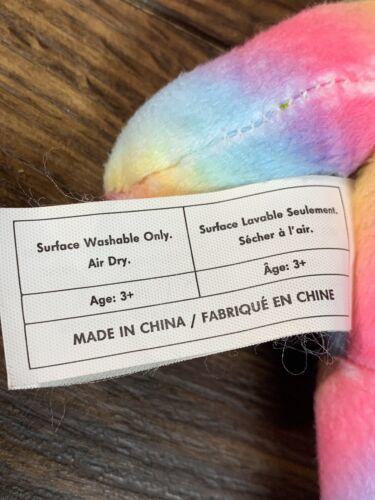 Surface Washable Only.
Air Dry.
Surface Lavable Seulement.
Sécher à l'air.
Age: 3+
Âge: 3+
MADE IN CHINA / FABRIQUÉ EN CHINE